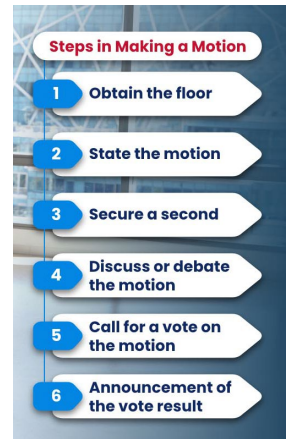 Steps in Making a Motion
1 Obtain the floor
2 State the motion
3 Secure a second
4 Discuss or debate
the motion
5 Call for a vote on
the motion
6 Announcement of
the vote result